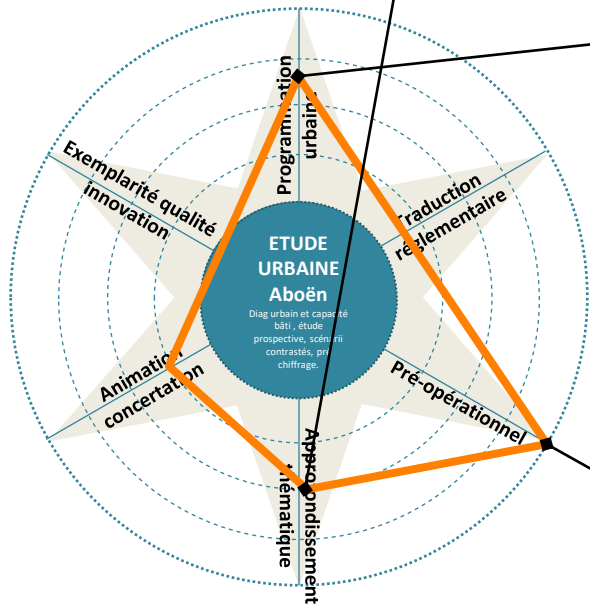 Programmation
urbaine
Exemplarité qualité
innovation
Traduction
réglementaire
ETUDE
URBAINE
Aboën
Diag urbain et capacité
bâti , étude
prospective, scénarii
contrastés, pré
chiffrage.
Animation
concertation
Pré-opérationnel
Approfondissement
thématique